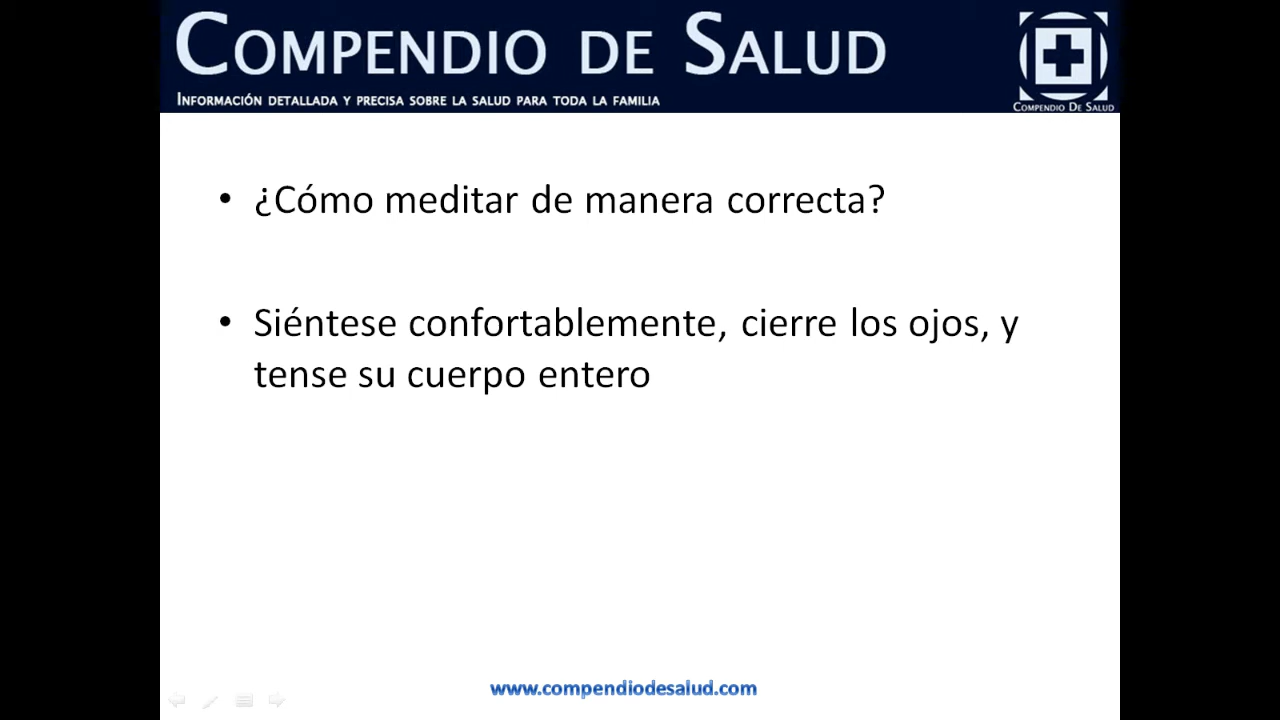 COMPENDIO DE SALUD
INFORMACIÓN DETALLADA Y PRECISA SOBRE LA SALUD PARA TODA LA FAMILIA
COMPENDIO DE SALUD
• ¿Cómo meditar de manera correcta?
• Siéntese confortablemente, cierre los ojos, y
tense su cuerpo entero
www.compendiodesalud.com